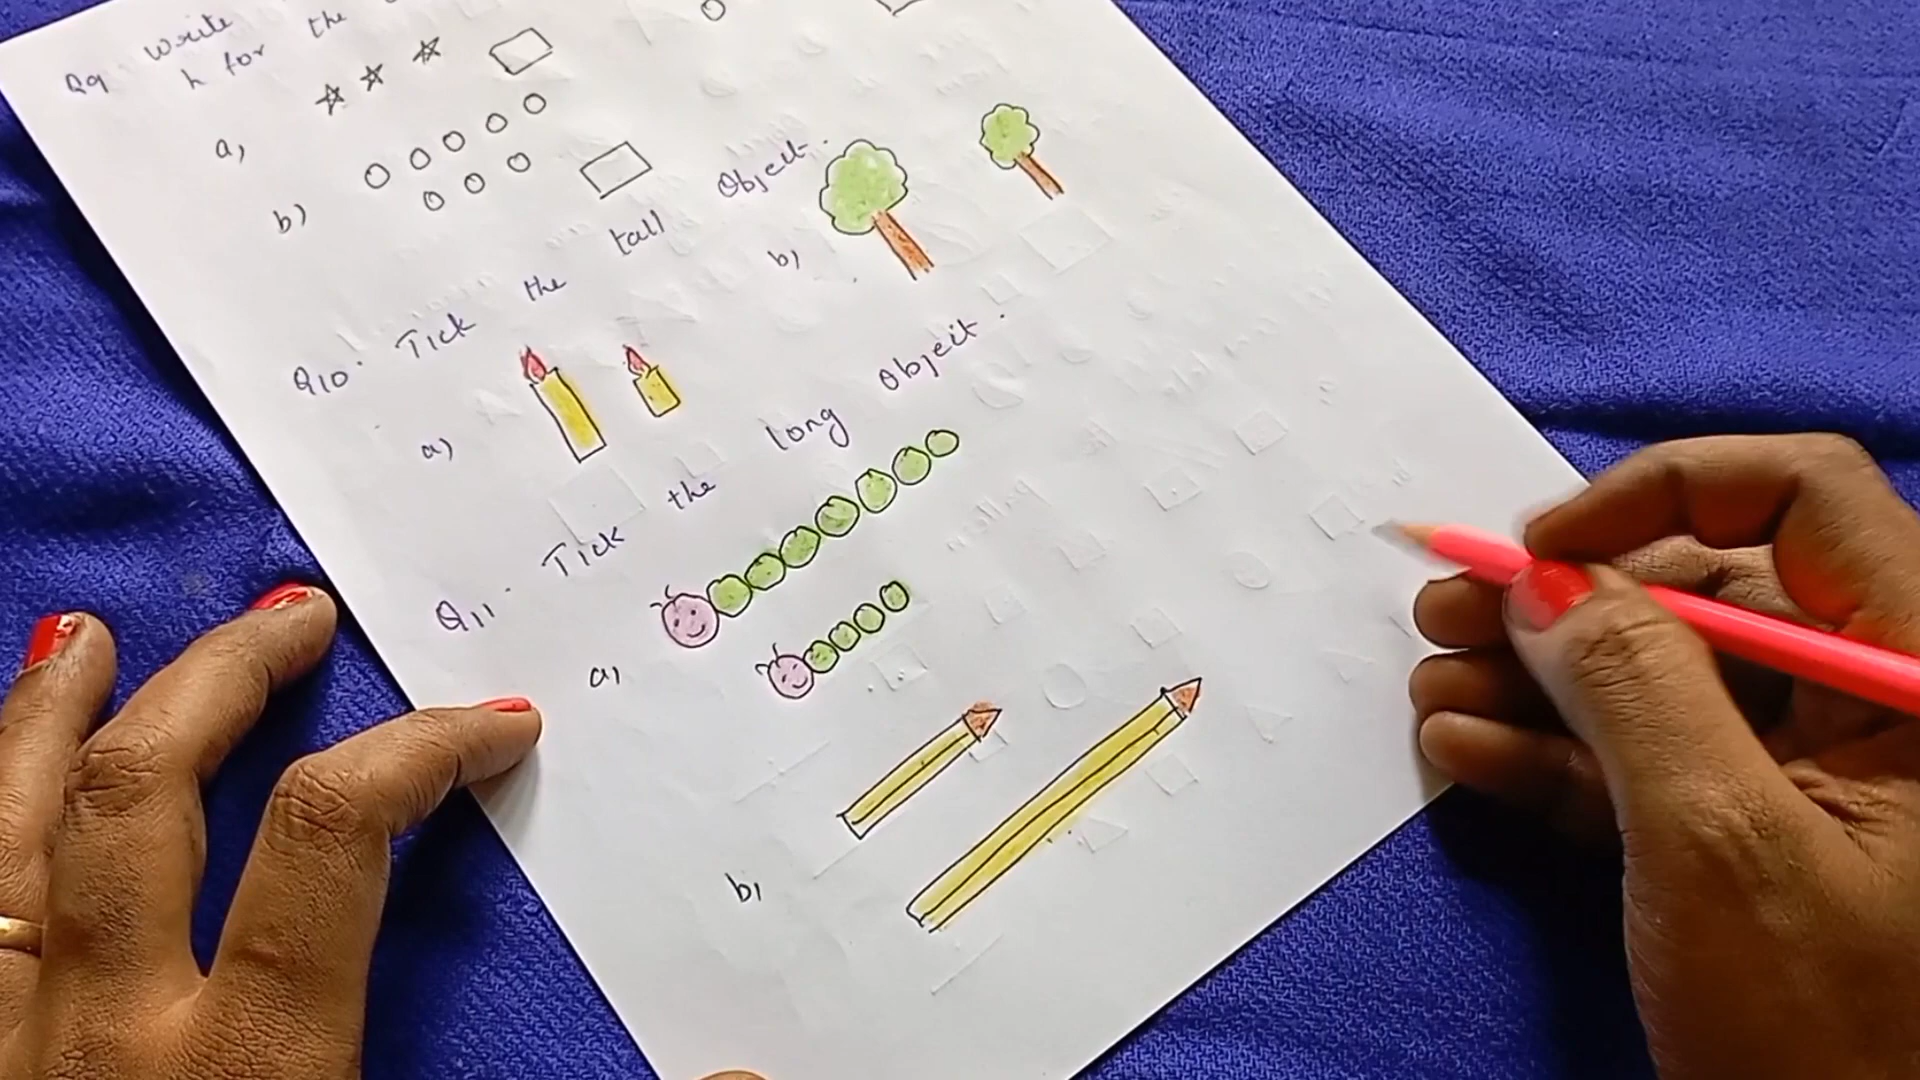 Q9. Write
h for the
a)
b)
Q10. Tick the tall Object.
a)
b)
Q11. Tick the long Object.
a)
b)